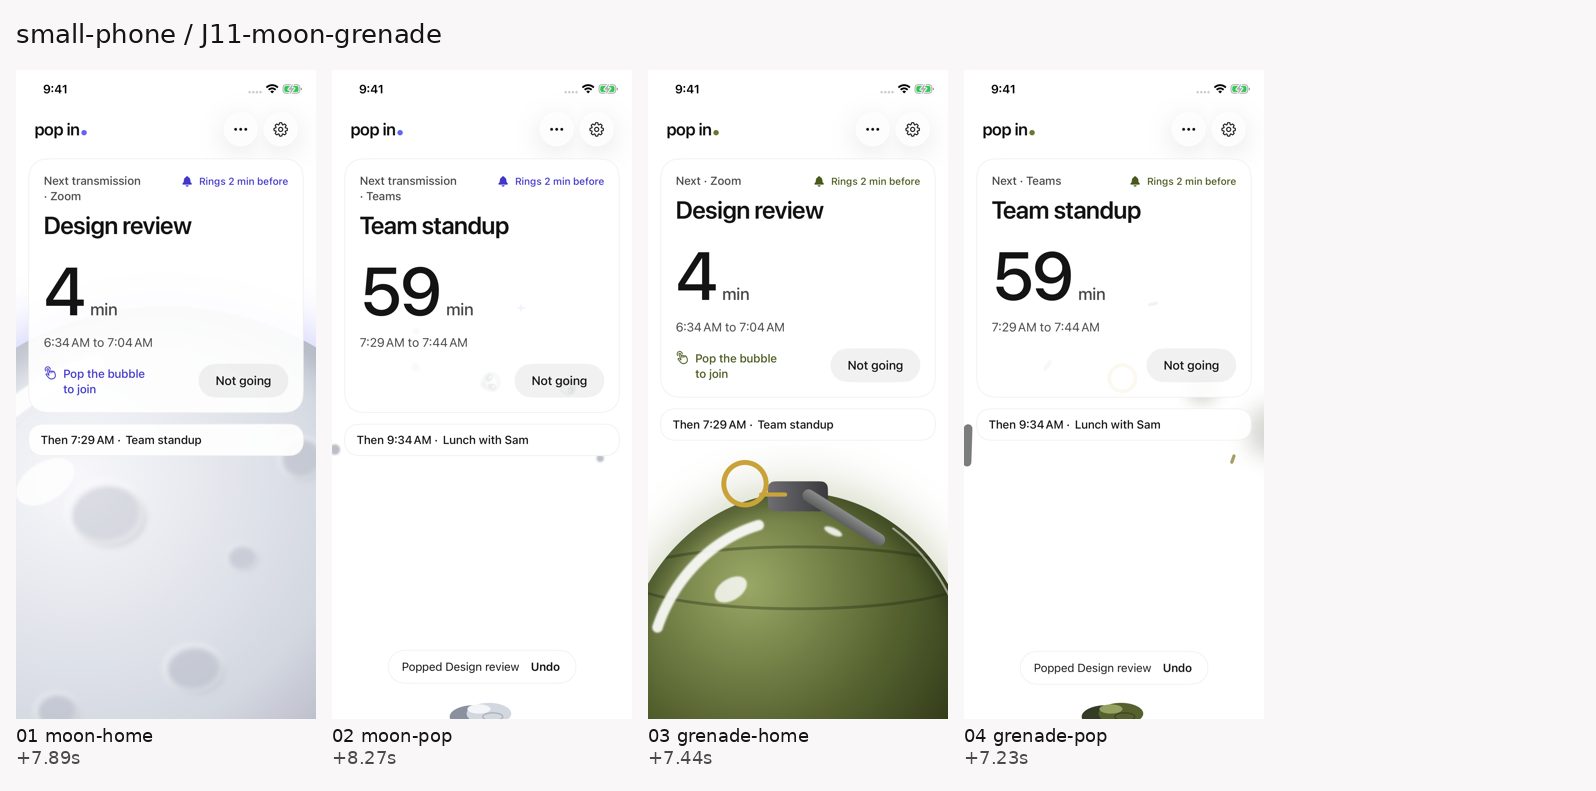 small-phone / J11-moon-grenade
9:41
pop in.
Next transmission
· Zoom
Rings 2 min before
Design review
4 min
6:34 AM to 7:04 AM
Pop the bubble
to join
Not going
Then 7:29 AM · Team standup
01 moon-home
+7.89s
9:41
pop in.
Next transmission
· Teams
Rings 2 min before
Team standup
59 min
7:29 AM to 7:44 AM
Not going
Then 9:34 AM · Lunch with Sam
Popped Design review Undo
02 moon-pop
+8.27s
9:41
pop in.
Next · Zoom
Rings 2 min before
Design review
4 min
6:34 AM to 7:04 AM
Pop the bubble
to join
Not going
Then 7:29 AM · Team standup
03 grenade-home
+7.44s
9:41
pop in.
Next · Teams
Rings 2 min before
Team standup
59 min
7:29 AM to 7:44 AM
Not going
Then 9:34 AM · Lunch with Sam
Popped Design review Undo
04 grenade-pop
+7.23s